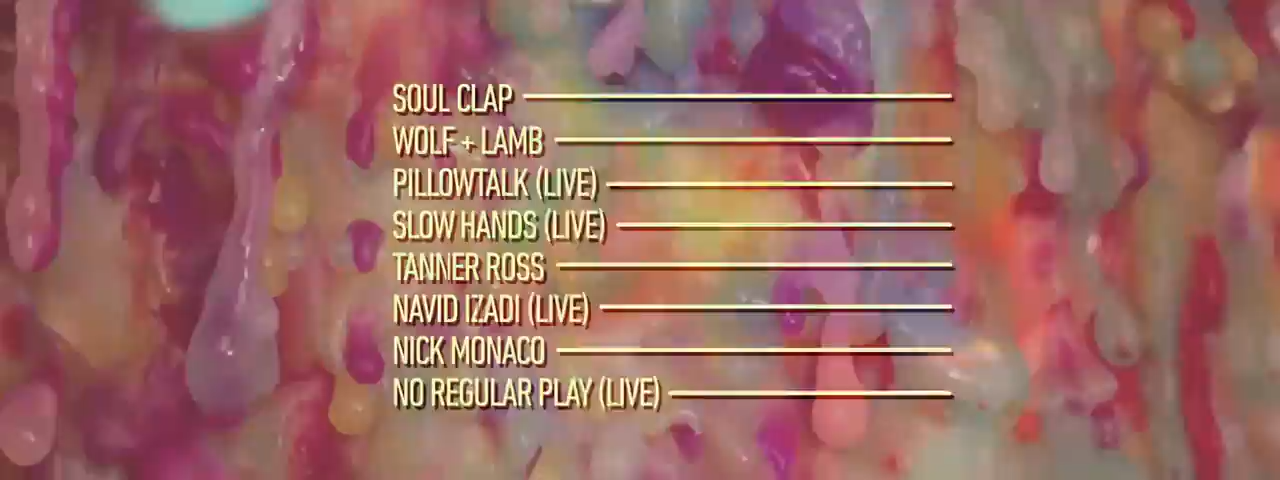 SOUL CLAP
WOLF + LAMB
PILLOWTALK (LIVE)
SLOW HANDS (LIVE)
TANNER ROSS
NAVID IZADI (LIVE)
NICK MONACO
NO REGULAR PLAY (LIVE)